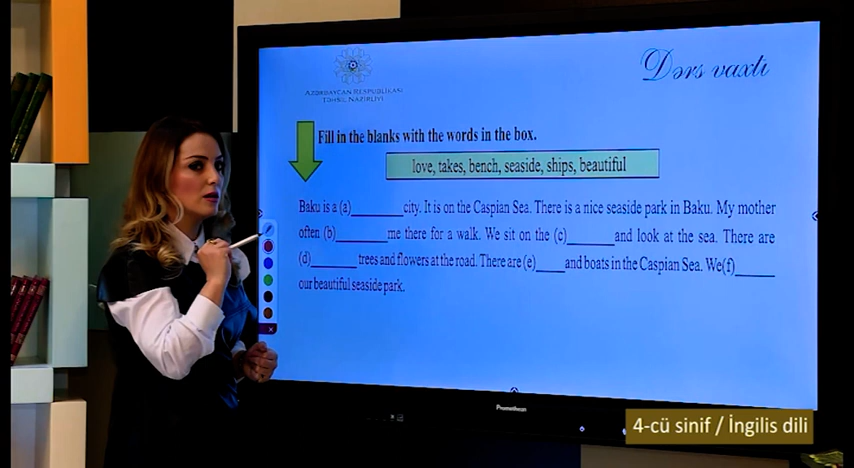 Dərs vaxtı
AZƏRBAYCAN RESPUBLİKASI
TƏHSİL NAZİRLİYİ
Fill in the blanks with the words in the box.
love, takes, bench, seaside, ships, beautiful
Baku is a (a)________city. It is on the Caspian Sea. There is a nice seaside park in Baku. My mother
often (b)________me there for a walk. We sit on the (c)_______and look at the sea. There are
(d)_______trees and flowers at the road. There are (e)____and boats in the Caspian Sea. We(f)______
our beautiful seaside park.
Promethean
4-cü sinif / İngilis dili